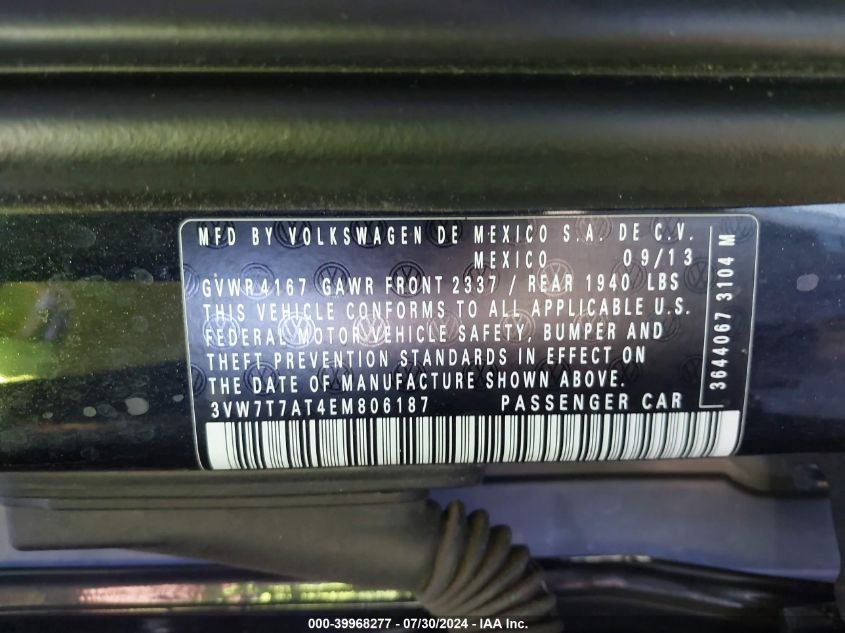 MFD BY VOLKSWAGEN DE MEXICO S.A. DE C.V.
MEXICO 09/13
GVWR 4167 GAWR FRONT 2337 / REAR 1940 LBS
THIS VEHICLE CONFORMS TO ALL APPLICABLE U.S.
FEDERAL MOTOR VEHICLE SAFETY, BUMPER AND
THEFT PREVENTION STANDARDS IN EFFECT ON
THE DATE OF MANUFACTURE SHOWN ABOVE.
3VW7T7AT4EM806187 PASSENGER CAR
3644067 3104 M
000-39968277 - 07/30/2024 - IAA Inc.